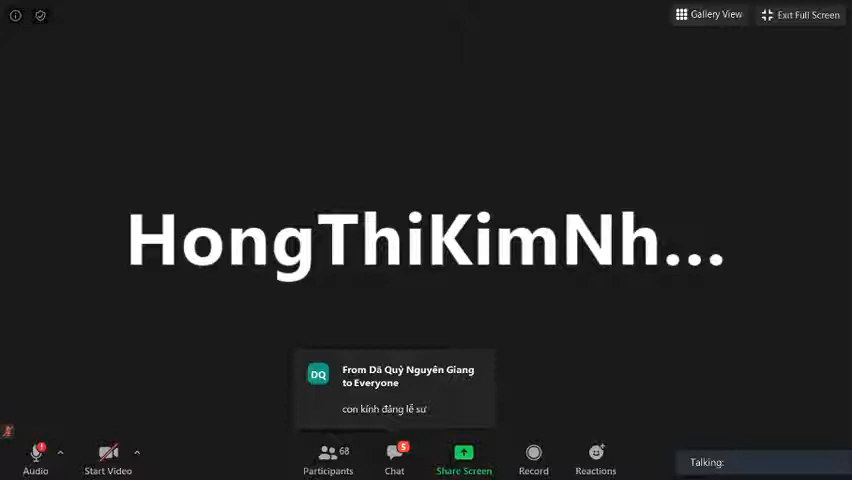 Gallery View
Exit Full Screen
HongThiKimNh...
DQ
From Dã Quỳ Nguyên Giang
to Everyone
con kính đảng lễ sư
68
5
Audio
Start Video
Participants
Chat
Share Screen
Record
Reactions
Talking: